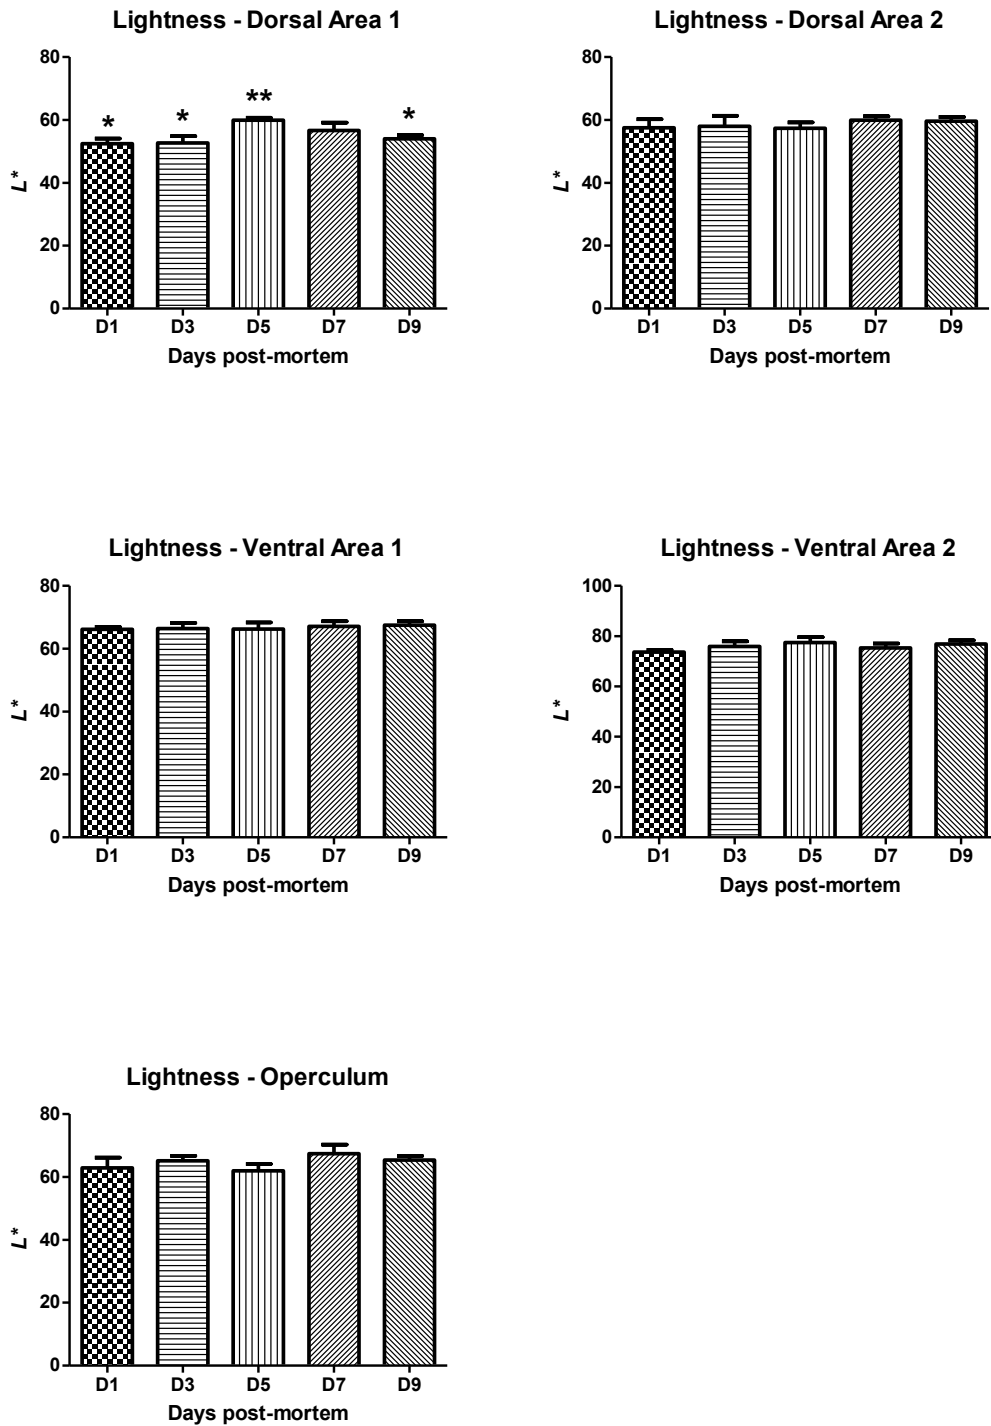 Lightness - Dorsal Area 1
80
60
40
20
0
L*
* * ** *
D1 D3 D5 D7 D9
Days post-mortem
Lightness - Dorsal Area 2
80
60
40
20
0
L*
D1 D3 D5 D7 D9
Days post-mortem
Lightness - Ventral Area 1
80
60
40
20
0
L*
D1 D3 D5 D7 D9
Days post-mortem
Lightness - Ventral Area 2
100
80
60
40
20
0
L*
D1 D3 D5 D7 D9
Days post-mortem
Lightness - Operculum
80
60
40
20
0
L*
D1 D3 D5 D7 D9
Days post-mortem